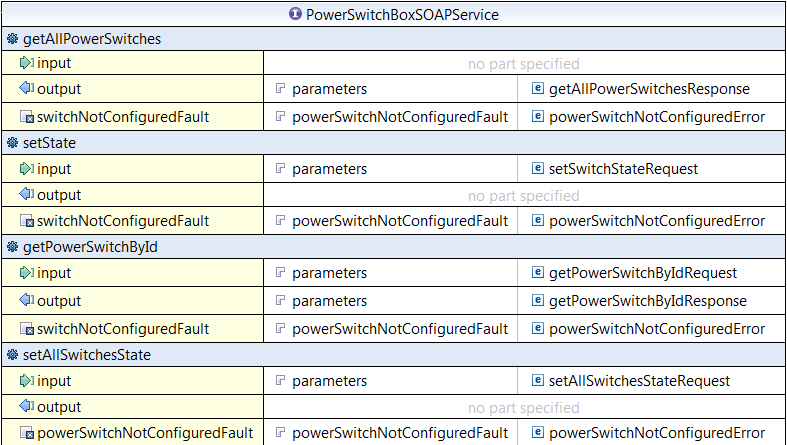 PowerSwitchBoxSOAPService
getAllPowerSwitches
input no part specified
output parameters getAllPowerSwitchesResponse
switchNotConfiguredFault powerSwitchNotConfiguredFault powerSwitchNotConfiguredError
setState
input parameters setSwitchStateRequest
output no part specified
switchNotConfiguredFault powerSwitchNotConfiguredFault powerSwitchNotConfiguredError
getPowerSwitchById
input parameters getPowerSwitchByIdRequest
output parameters getPowerSwitchByIdResponse
switchNotConfiguredFault powerSwitchNotConfiguredFault powerSwitchNotConfiguredError
setAllSwitchesState
input parameters setAllSwitchesStateRequest
output no part specified
powerSwitchNotConfiguredFault powerSwitchNotConfiguredFault powerSwitchNotConfiguredError